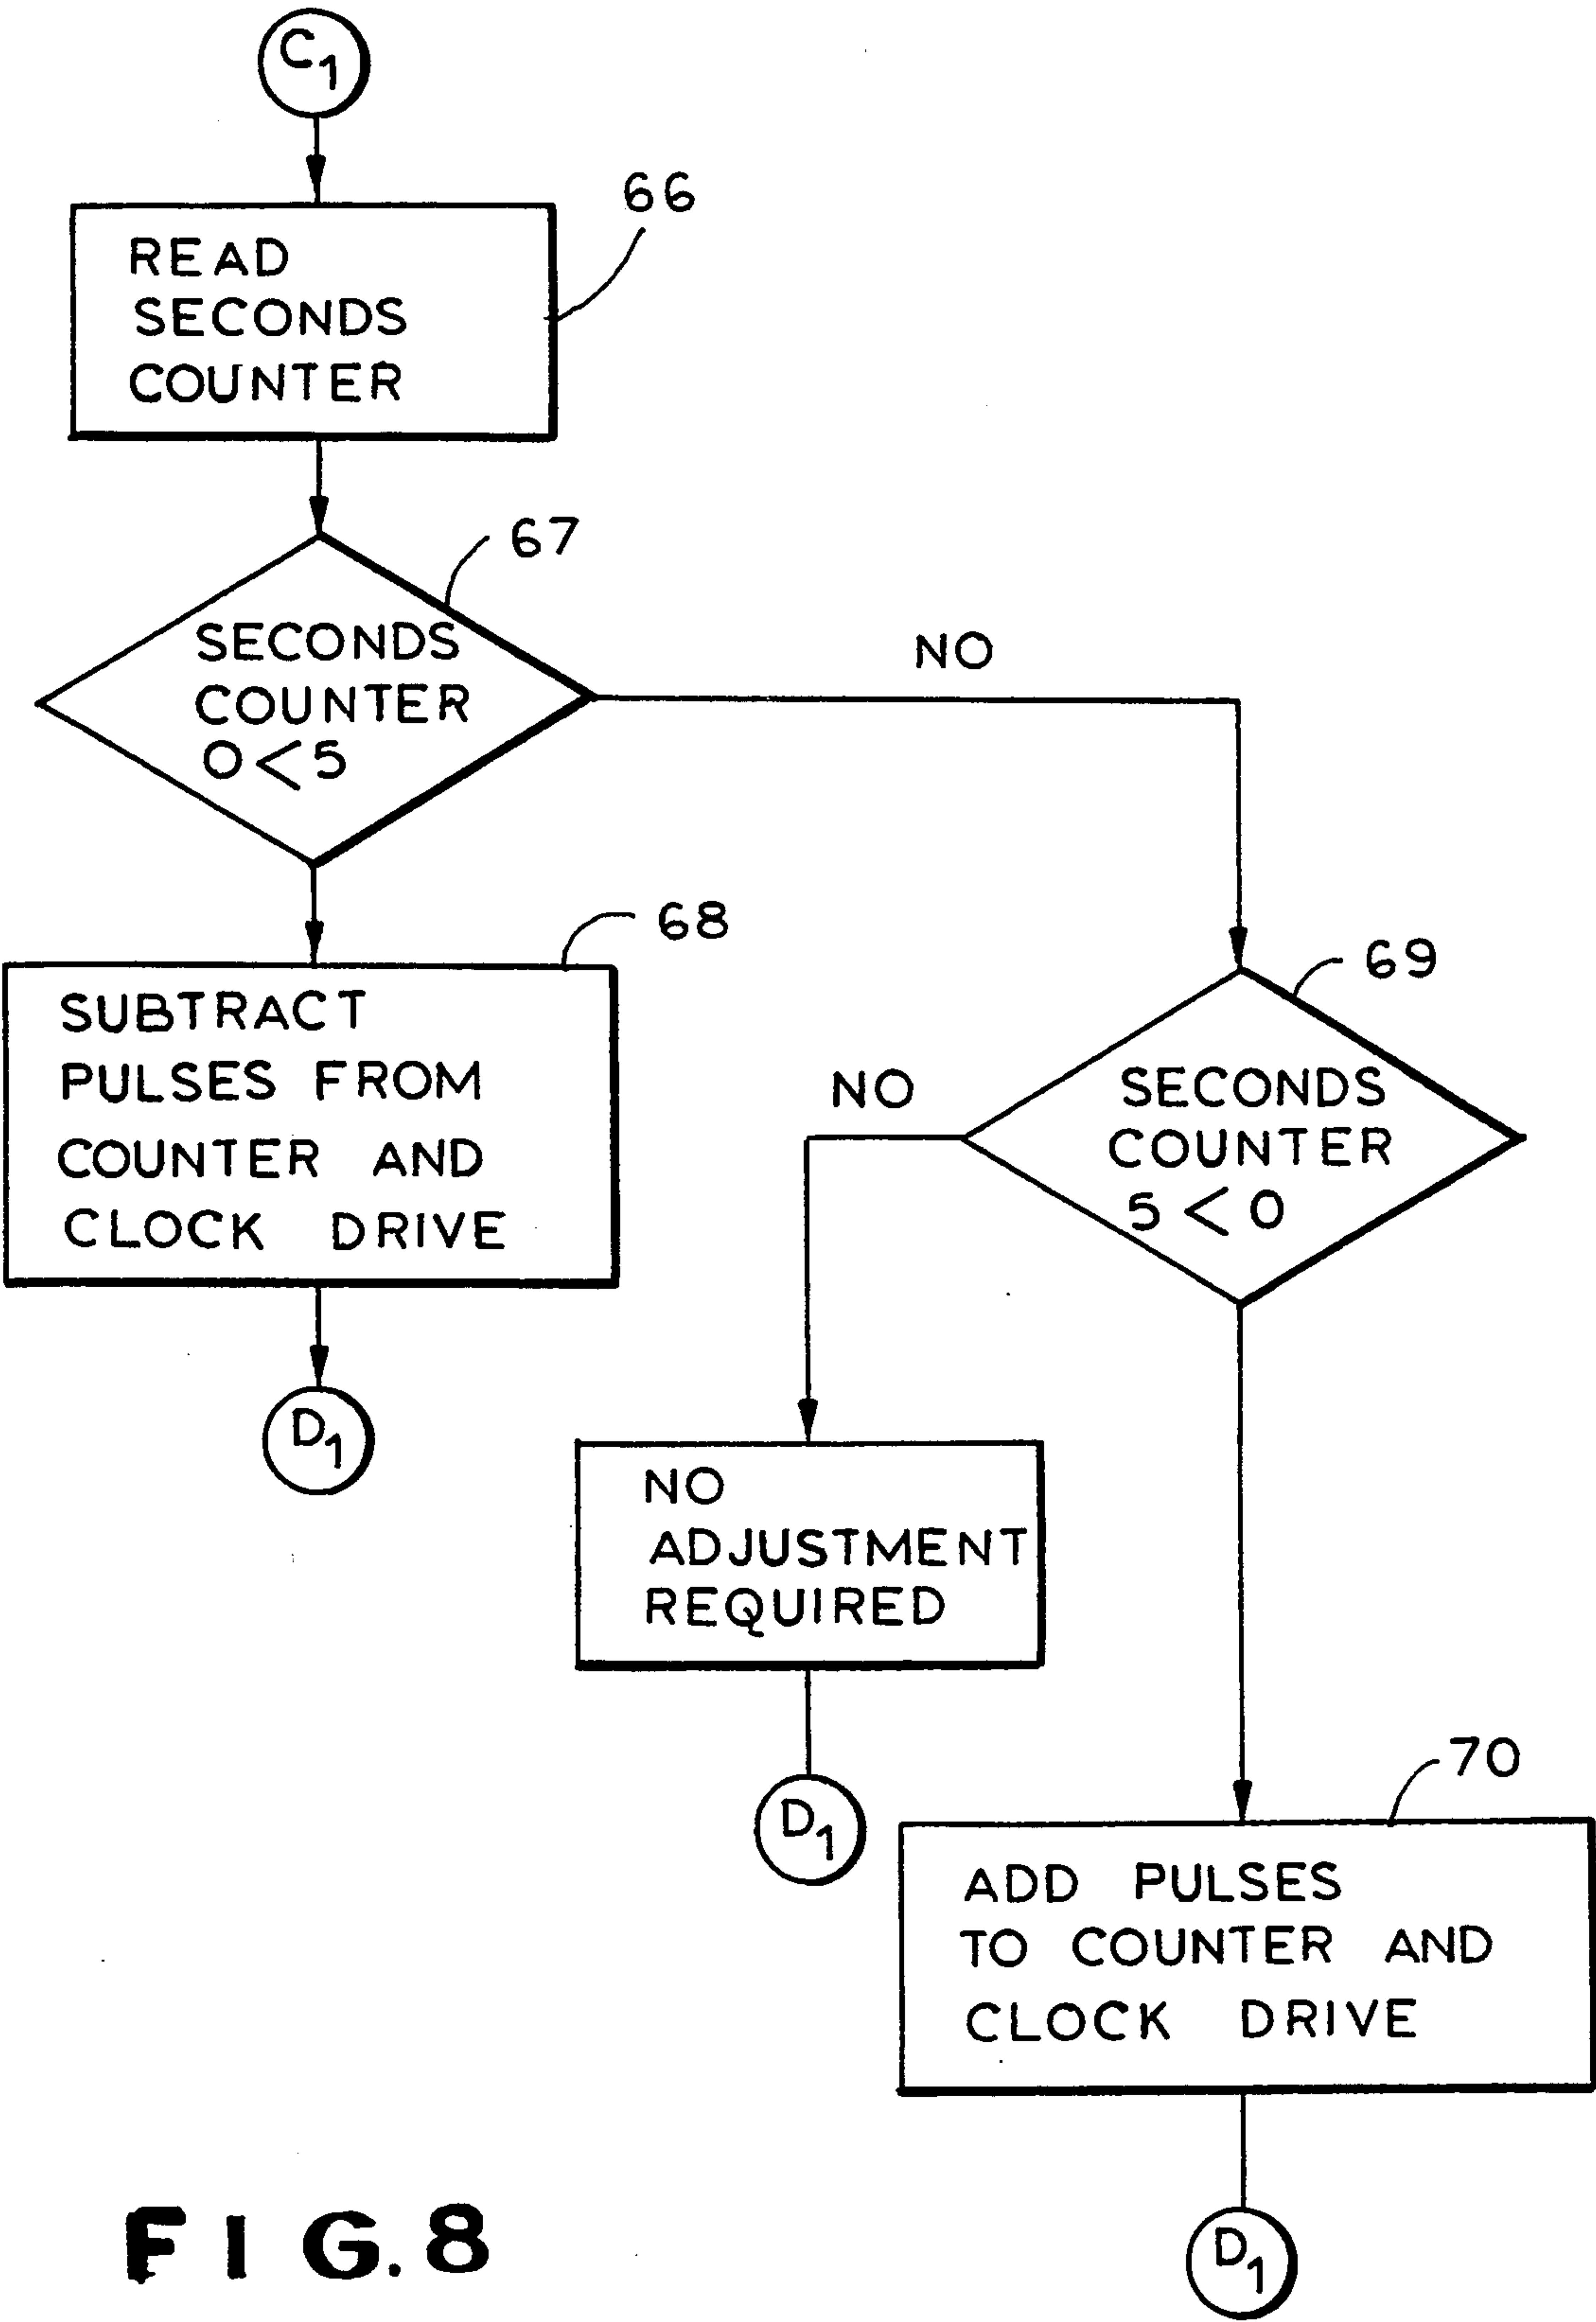 C1
66
READ
SECONDS
COUNTER
67
SECONDS
COUNTER
0<5
NO
68
SUBTRACT
PULSES FROM
COUNTER AND
CLOCK DRIVE
D1
69
SECONDS
COUNTER
5<0
NO
NO
ADJUSTMENT
REQUIRED
D1
70
ADD PULSES
TO COUNTER AND
CLOCK DRIVE
D1
FIG.8